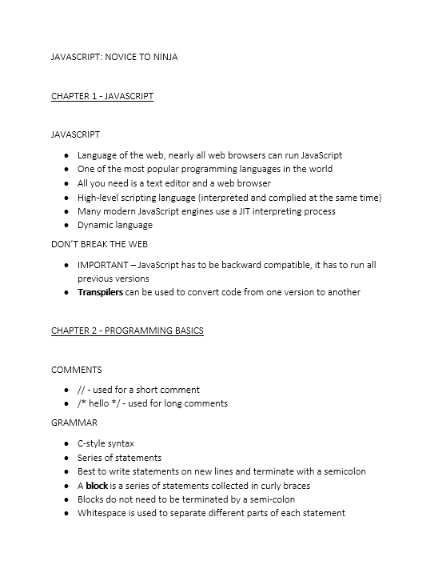 JAVASCRIPT: NOVICE TO NINJA
CHAPTER 1 - JAVASCRIPT
JAVASCRIPT
• Language of the web, nearly all web browsers can run JavaScript
• One of the most popular programming languages in the world
• All you need is a text editor and a web browser
• High-level scripting language (interpreted and complied at the same time)
• Many modern JavaScript engines use a JIT interpreting process
• Dynamic language
DON'T BREAK THE WEB
• IMPORTANT – JavaScript has to be backward compatible, it has to run all
previous versions
• Transpilers can be used to convert code from one version to another
CHAPTER 2 - PROGRAMMING BASICS
COMMENTS
• // - used for a short comment
• /* hello */ - used for long comments
GRAMMAR
• C-style syntax
• Series of statements
• Best to write statements on new lines and terminate with a semicolon
• A block is a series of statements collected in curly braces
• Blocks do not need to be terminated by a semi-colon
• Whitespace is used to separate different parts of each statement